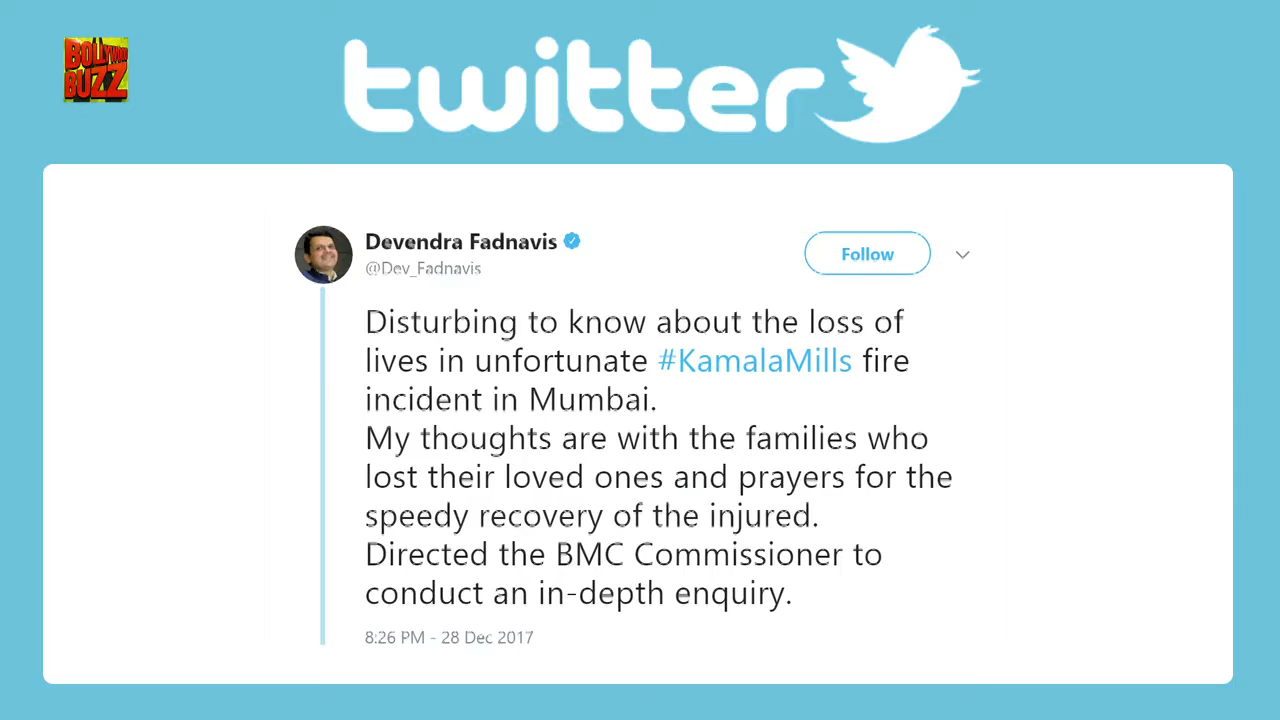 BOLLYWOOD
BUZZ
twitter
Devendra Fadnavis
@Dev_Fadnavis
Follow
Disturbing to know about the loss of
lives in unfortunate #KamalaMills fire
incident in Mumbai.
My thoughts are with the families who
lost their loved ones and prayers for the
speedy recovery of the injured.
Directed the BMC Commissioner to
conduct an in-depth enquiry.
8:26 PM - 28 Dec 2017